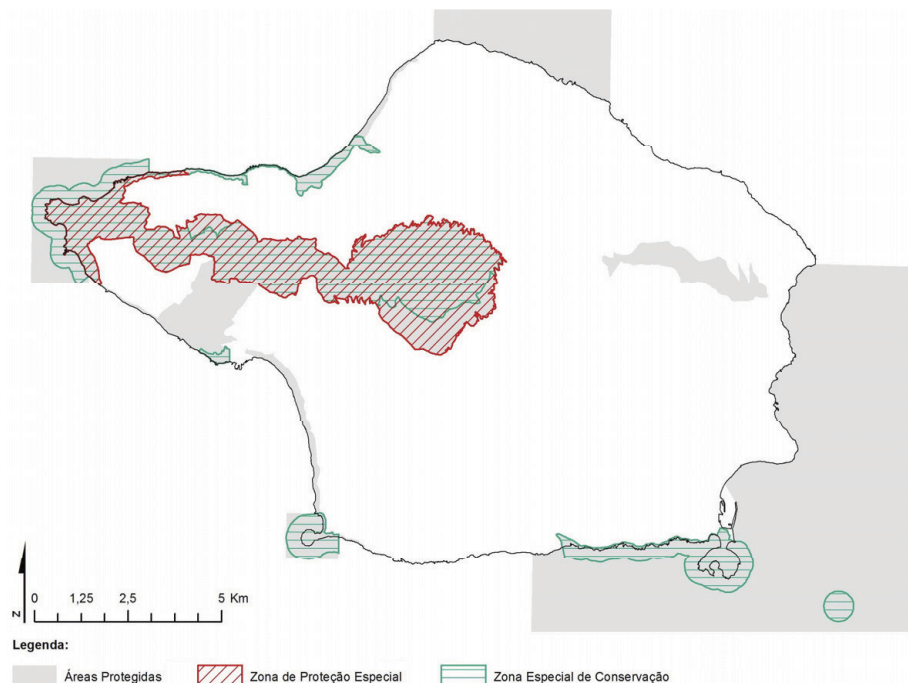 N
0 1,25 2,5 5 Km
Legenda:
Áreas Protegidas Zona de Proteção Especial Zona Especial de Conservação